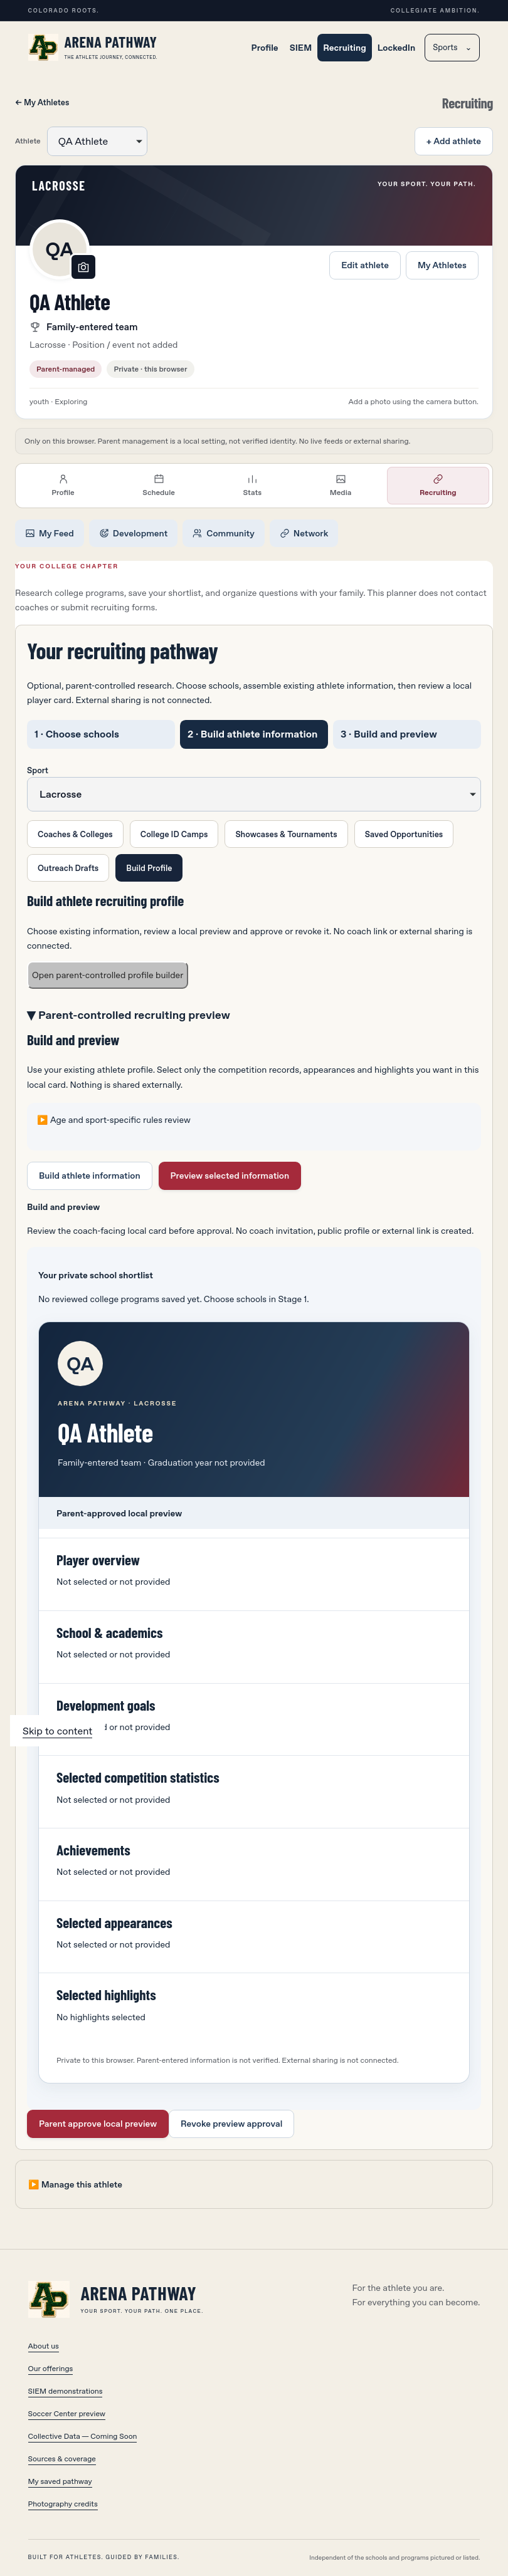 COLORADO ROOTS.
COLLEGIATE AMBITION.
AP
ARENA PATHWAY
THE ATHLETE JOURNEY, CONNECTED.
Profile
SIEM
Recruiting
LockedIn
Sports
← My Athletes
Recruiting
Athlete
QA Athlete
+ Add athlete
LACROSSE
YOUR SPORT. YOUR PATH.
QA
Edit athlete
My Athletes
QA Athlete
Family-entered team
Lacrosse · Position / event not added
Parent-managed
Private · this browser
youth · Exploring
Add a photo using the camera button.
Only on this browser. Parent management is a local setting, not verified identity. No live feeds or external sharing.
Profile
Schedule
Stats
Media
Recruiting
My Feed
Development
Community
Network
YOUR COLLEGE CHAPTER
Research college programs, save your shortlist, and organize questions with your family. This planner does not contact
coaches or submit recruiting forms.
Your recruiting pathway
Optional, parent-controlled research. Choose schools, assemble existing athlete information, then review a local
player card. External sharing is not connected.
1 · Choose schools
2 · Build athlete information
3 · Build and preview
Sport
Lacrosse
Coaches & Colleges
College ID Camps
Showcases & Tournaments
Saved Opportunities
Outreach Drafts
Build Profile
Build athlete recruiting profile
Choose existing information, review a local preview and approve or revoke it. No coach link or external sharing is
connected.
Open parent-controlled profile builder
▼ Parent-controlled recruiting preview
Build and preview
Use your existing athlete profile. Select only the competition records, appearances and highlights you want in this
local card. Nothing is shared externally.
▶ Age and sport-specific rules review
Build athlete information
Preview selected information
Build and preview
Review the coach-facing local card before approval. No coach invitation, public profile or external link is created.
Your private school shortlist
No reviewed college programs saved yet. Choose schools in Stage 1.
QA
ARENA PATHWAY · LACROSSE
QA Athlete
Family-entered team · Graduation year not provided
Parent-approved local preview
Player overview
Not selected or not provided
School & academics
Not selected or not provided
Development goals
Skip to content
or not provided
Selected competition statistics
Not selected or not provided
Achievements
Not selected or not provided
Selected appearances
Not selected or not provided
Selected highlights
No highlights selected
Private to this browser. Parent-entered information is not verified. External sharing is not connected.
Parent approve local preview
Revoke preview approval
▶ Manage this athlete
AP
ARENA PATHWAY
YOUR SPORT. YOUR PATH. ONE PLACE.
For the athlete you are.
For everything you can become.
About us
Our offerings
SIEM demonstrations
Soccer Center preview
Collective Data — Coming Soon
Sources & coverage
My saved pathway
Photography credits
BUILT FOR ATHLETES. GUIDED BY FAMILIES.
Independent of the schools and programs pictured or listed.